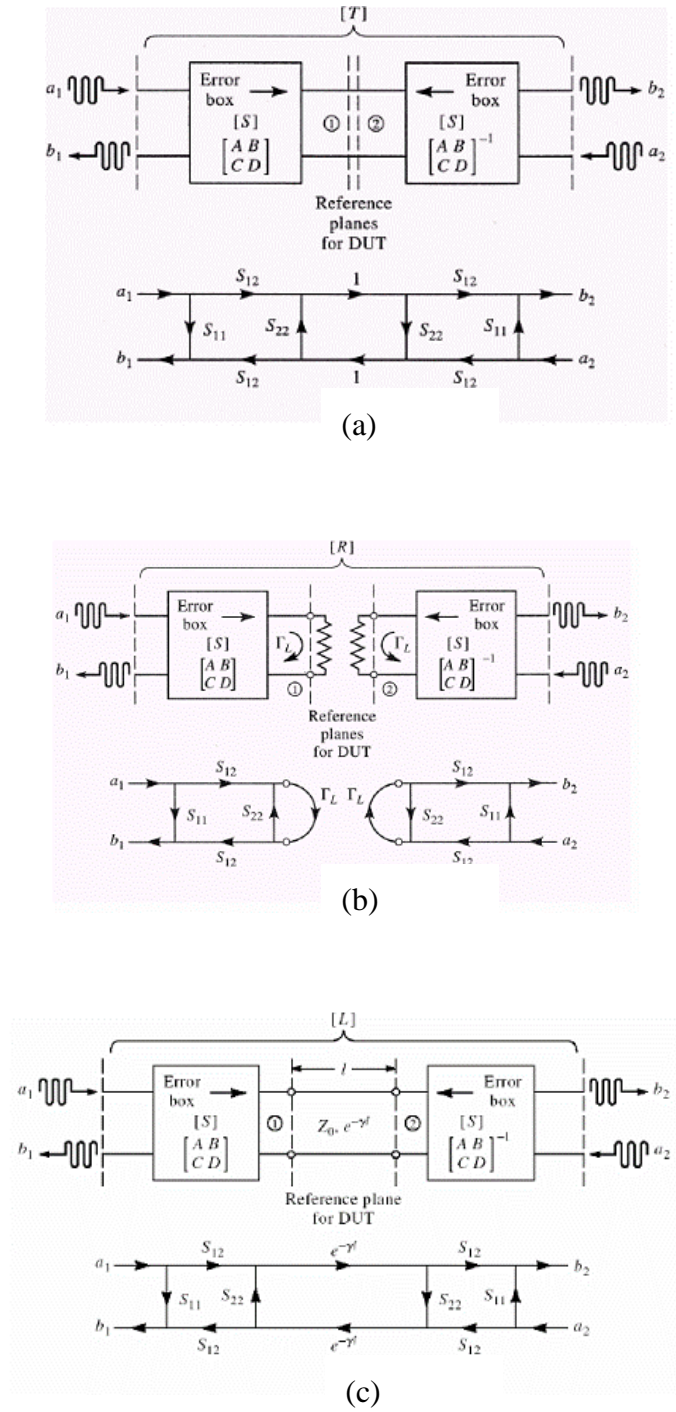 [T]
a₁ Error box Error box b₂
[S] ① ② [S]
b₁ [A B C D] [A B C D]⁻¹ a₂
Reference
planes
for DUT
S₁₂ 1 S₁₂
a₁ b₂
S₁₁ S₂₂ S₂₂ S₁₁
b₁ a₂
S₁₂ 1 S₁₂
(a)
[R]
a₁ Error box Error box b₂
[S] Γ_L Γ_L [S]
b₁ [A B C D] [A B C D]⁻¹ a₂
① ②
Reference
planes
for DUT
S₁₂ S₁₂
a₁ b₂
Γ_L Γ_L
S₁₁ S₂₂ S₂₂ S₁₁
b₁ a₂
S₁₂ S₁₂
(b)
[L]
l
a₁ Error box Error box b₂
[S] ① Z₀, e^{-γl} ② [S]
b₁ [A B C D] [A B C D]⁻¹ a₂
Reference plane
for DUT
S₁₂ e^{-γl} S₁₂
a₁ b₂
S₁₁ S₂₂ S₂₂ S₁₁
b₁ a₂
S₁₂ e^{-γl} S₁₂
(c)